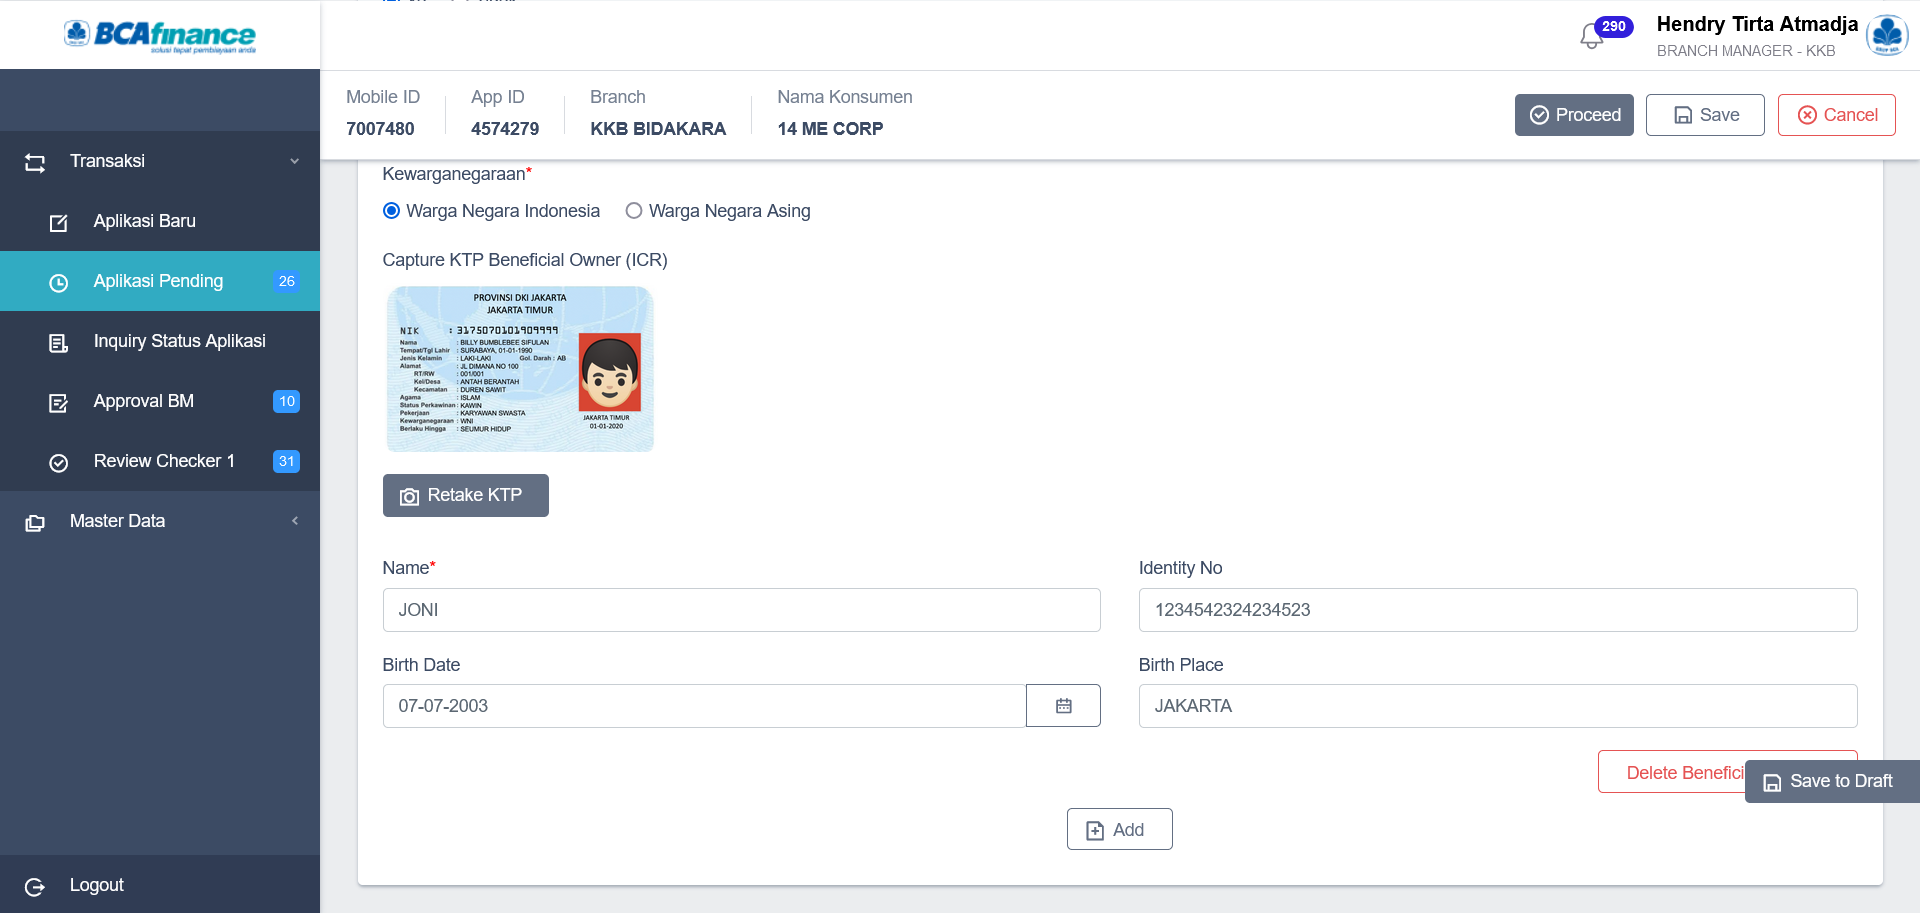 BCAfinance
solusi tepat pembiayaan anda
290
Hendry Tirta Atmadja
BRANCH MANAGER - KKB
Mobile ID
7007480
App ID
4574279
Branch
KKB BIDAKARA
Nama Konsumen
14 ME CORP
Proceed
Save
Cancel
Transaksi
Aplikasi Baru
Aplikasi Pending 26
Inquiry Status Aplikasi
Approval BM 10
Review Checker 1 31
Master Data
Logout
Kewarganegaraan*
Warga Negara Indonesia
Warga Negara Asing
Capture KTP Beneficial Owner (ICR)
PROVINSI DKI JAKARTA
JAKARTA TIMUR
NIK : 3175070101909999
Nama : BILLY BUMBLEBEE SIFULAN
Tempat/Tgl Lahir : SURABAYA, 01-01-1990
Jenis Kelamin : LAKI-LAKI Gol. Darah : AB
Alamat : JL DIMANA NO 100
RT/RW : 001/001
Kel/Desa : ANTAH BERANTAH
Kecamatan : DUREN SAWIT
Agama : ISLAM
Status Perkawinan : KAWIN
Pekerjaan : KARYAWAN SWASTA
Kewarganegaraan : WNI
Berlaku Hingga : SEUMUR HIDUP
JAKARTA TIMUR
01-01-2020
Retake KTP
Name*
JONI
Identity No
1234542324234523
Birth Date
07-07-2003
Birth Place
JAKARTA
Delete Benefici
Save to Draft
Add